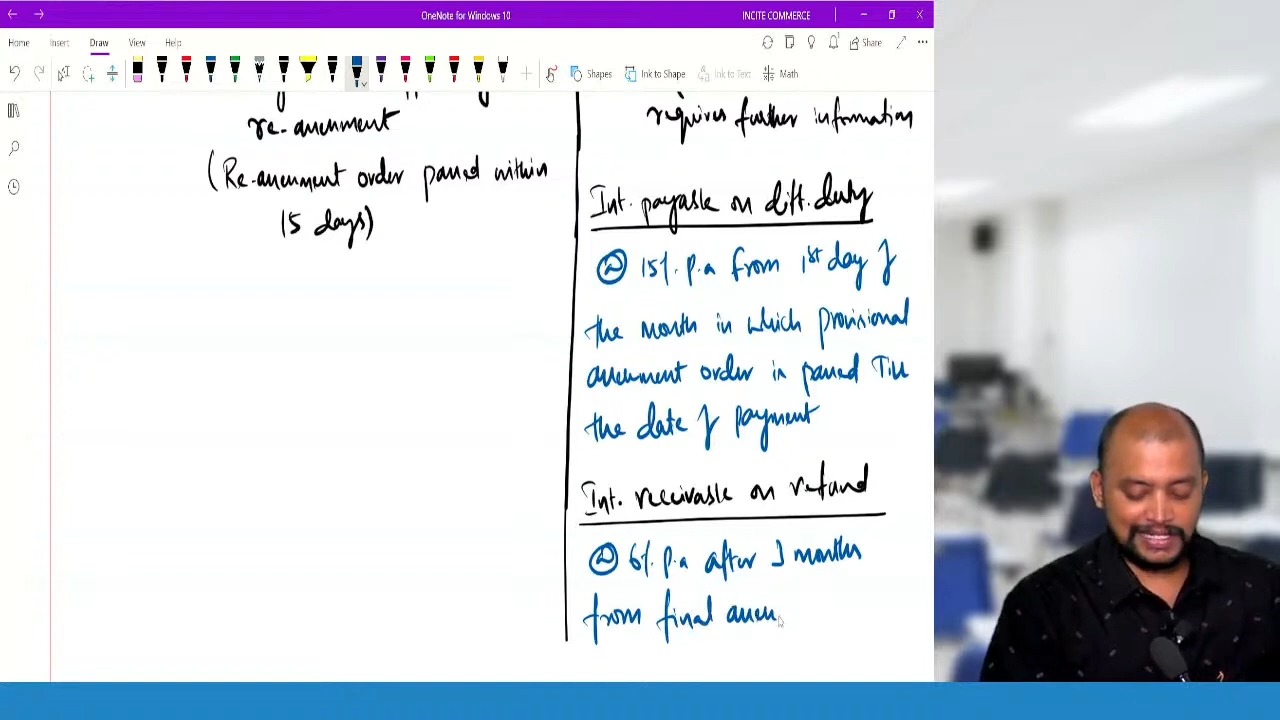 OneNote for Windows 10
INCITE COMMERCE
Home Insert Draw View Help
Share
Shapes
Ink to Shape
Ink to Text
Math
re-assessment
(Re-assessment order passed within
15 days)
requires further information
Int. payable on diff. duty
@ 15%. p.a from 1st day of
the month in which provisional
assessment order is passed Till
the date of payment
Int. receivable on refund
@ 6%. p.a after 3 months
from final assess